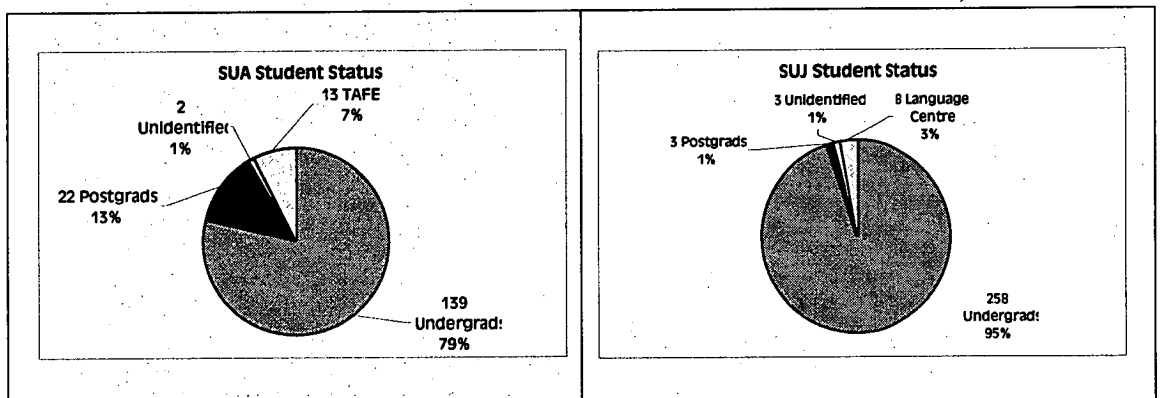 SUA Student Status
13 TAFE
7%
2
Unidentified
1%
22 Postgrads
13%
139
Undergrads
79%
SUJ Student Status
3 Unidentified
1%
8 Language
Centre
3%
3 Postgrads
1%
258
Undergrads
95%